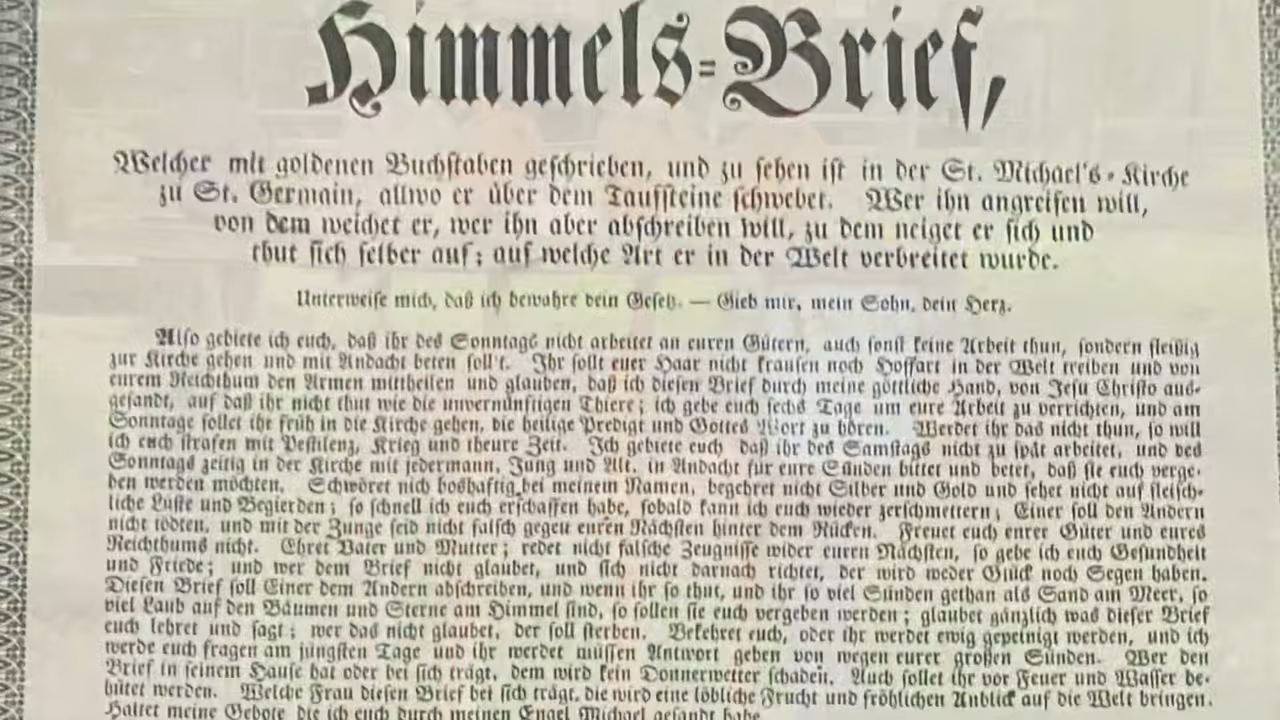 Himmels=Brief,
Welcher mit goldenen Buchstaben geschrieben, und zu sehen ist in der St. Michael's=Kirche
zu St. Germain, allwo er über dem Taufsteine schwebet. Wer ihn angreifen will,
von dem weichet er, wer ihn aber abschreiben will, zu dem neiget er sich und
thut sich selber auf; auf welche Art er in der Welt verbreitet wurde.
Unterweise mich, daß ich bewahre dein Gesetz. — Gieb mir, mein Sohn, dein Herz.
Also gebiete ich euch, daß ihr des Sonntags nicht arbeitet an euren Gütern, auch sonst keine Arbeit thun, sondern fleißig
zur Kirche gehen und mit Andacht beten soll't. Ihr sollt euer Haar nicht krausen noch Hoffart in der Welt treiben und von
eurem Reichthum den Armen mittheilen und glauben, daß ich diesen Brief durch meine göttliche Hand, von Jesu Christo aus=
gesandt, auf daß ihr nicht thut wie die unvernünftigen Thiere; ich gebe euch sechs Tage um eure Arbeit zu verrichten, und am
Sonntage sollet ihr früh in die Kirche gehen, die heilige Predigt und Gottes Wort zu hören. Werdet ihr das nicht thun, so will
ich euch strafen mit Pestilenz, Krieg und theure Zeit. Ich gebiete euch daß ihr des Samstags nicht zu spät arbeitet, und des
Sonntags zeitig in der Kirche mit jedermann, Jung und Alt, in Andacht für eure Sünden bittet und betet, daß sie euch verge=
ben werden möchten. Schwöret nich boshaftig bei meinem Namen, begehret nicht Silber und Gold und sehet nicht auf fleisch=
liche Lüste und Begierden; so schnell ich euch erschaffen habe, sobald kann ich euch wieder zerschmettern; Einer soll den Andern
nicht tödten, und mit der Zunge seid nicht falsch gegen euren Nächsten hinter dem Rücken. Freuet euch eurer Güter und eures
Reichthums nicht. Ehret Vater und Mutter; redet nicht falsche Zeugnisse wider euren Nächsten, so gebe ich euch Gesundheit
und Friede; und wer dem Brief nicht glaubet, und sich nicht darnach richtet, der wird weder Glück noch Segen haben.
Diesen Brief soll Einer dem Andern abschreiben, und wenn ihr so thut, und ihr so viel Sünden gethan als Sand am Meer, so
viel Laub auf den Bäumen und Sterne am Himmel sind, so sollen sie euch vergeben werden; glaubet gänzlich was dieser Brief
euch lehret und sagt; wer das nicht glaubet, der soll sterben. Bekehret euch, oder ihr werdet ewig gepeinigt werden, und ich
werde euch fragen am jüngsten Tage und ihr werdet müssen Antwort geben von wegen eurer großen Sünden. Wer den
Brief in seinem Hause hat oder bei sich trägt, dem wird kein Donnerwetter schaden. Auch sollet ihr vor Feuer und Wasser be=
hütet werden. Welche Frau diesen Brief bei sich trägt, die wird eine löbliche Frucht und fröhlichen Anblick auf die Welt bringen.
Haltet meine Gebote die ich euch durch meinen Engel Michael gesandt habe